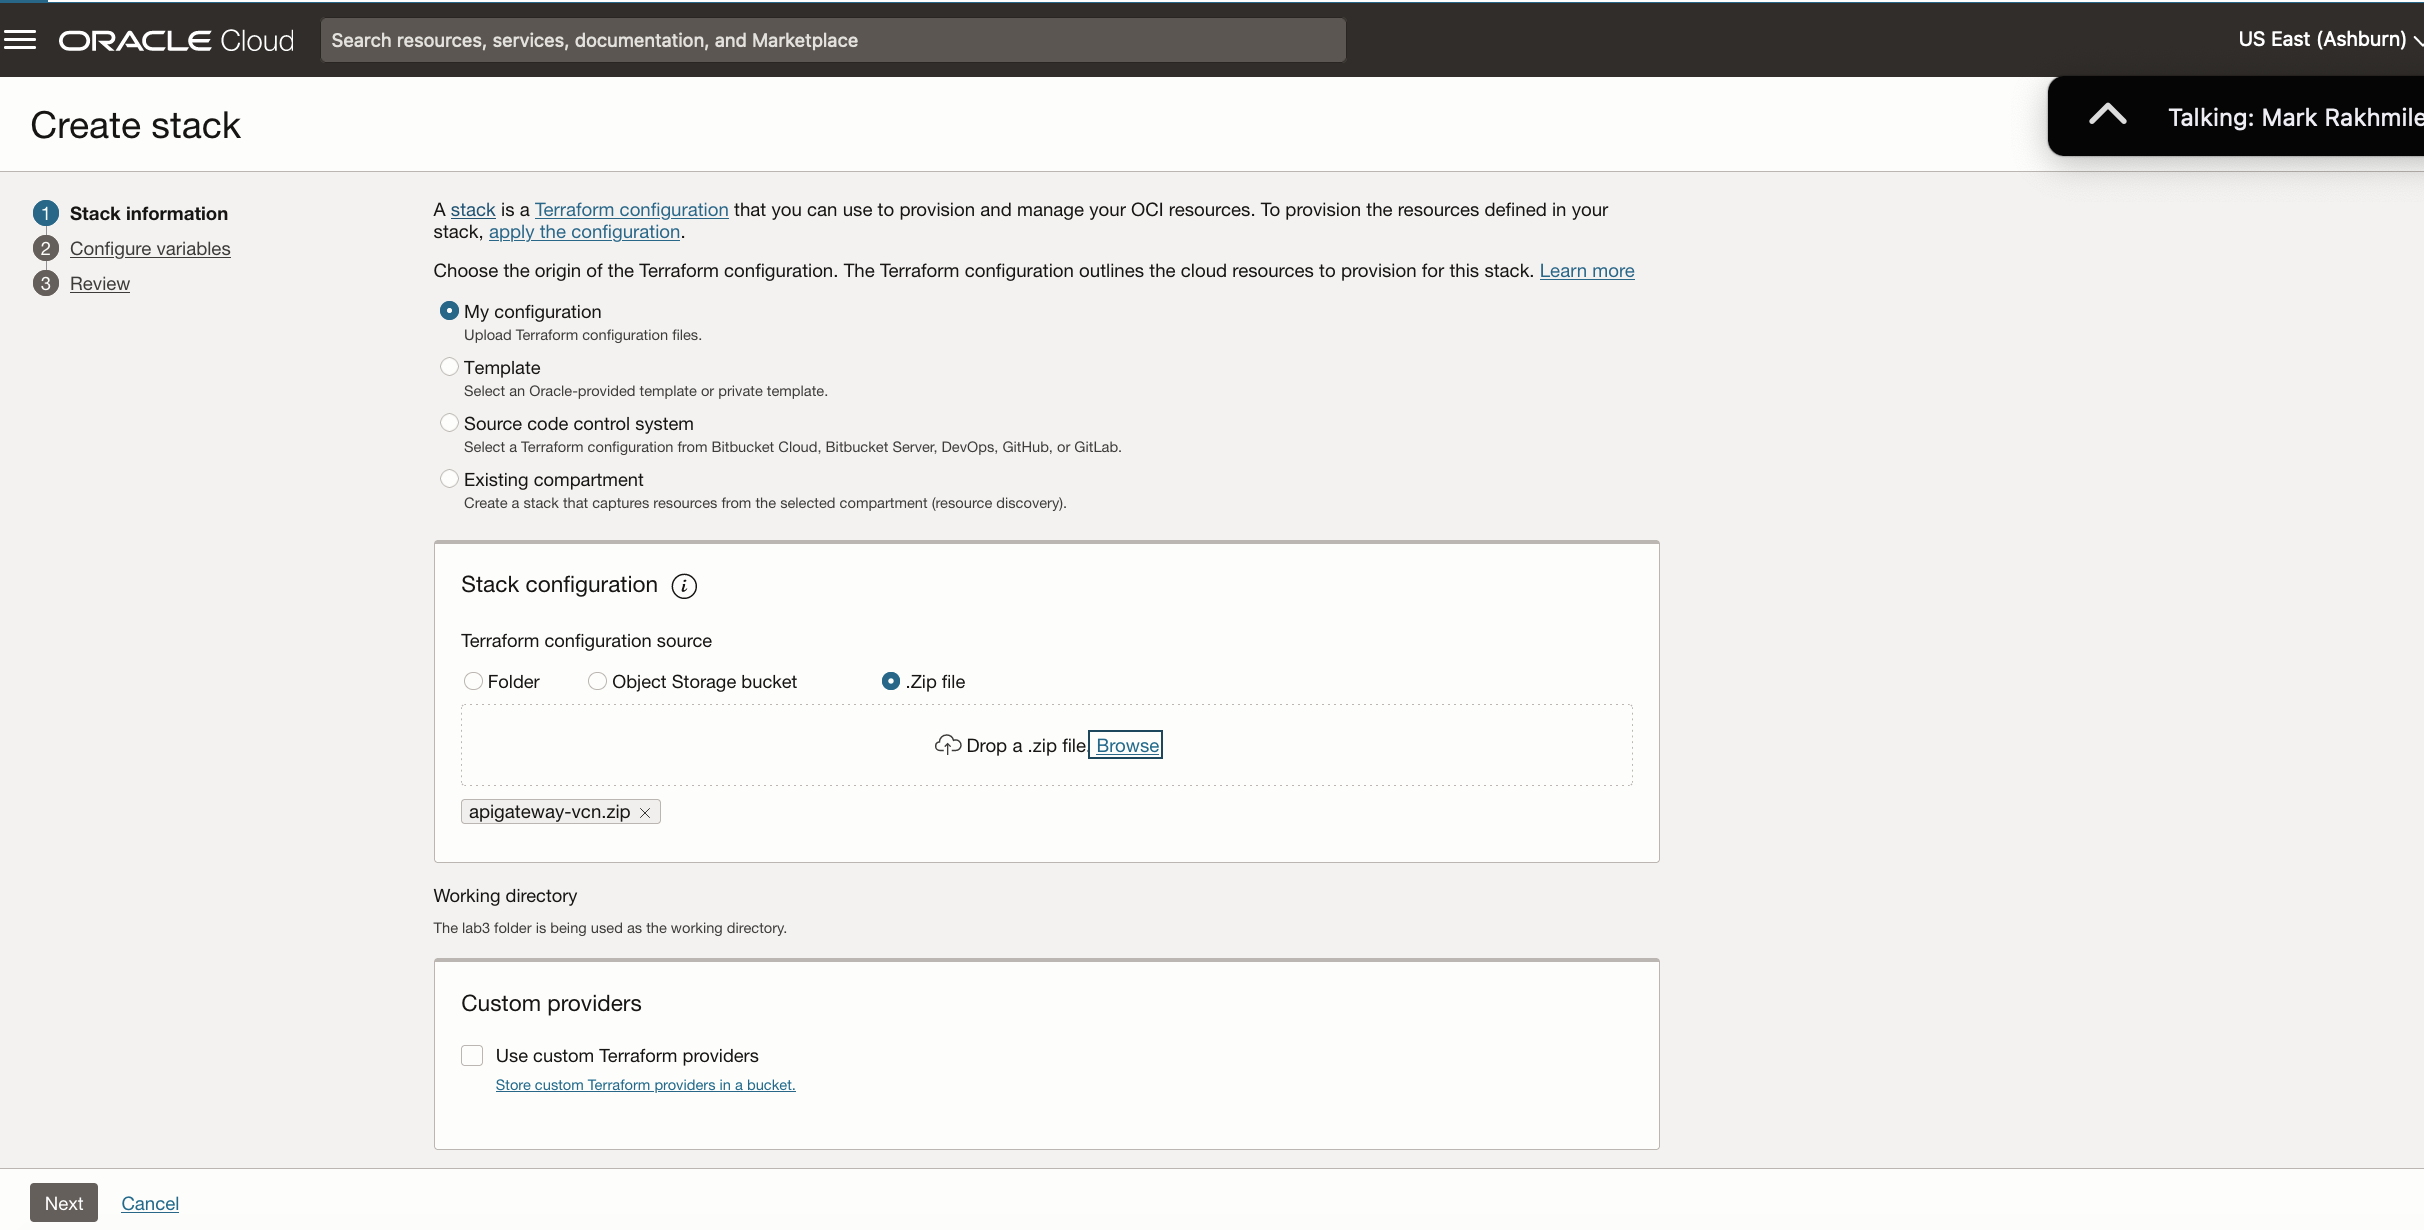 ORACLE Cloud
Search resources, services, documentation, and Marketplace
US East (Ashburn)
Talking: Mark Rakhmile
Create stack
1 Stack information
2 Configure variables
3 Review
A stack is a Terraform configuration that you can use to provision and manage your OCI resources. To provision the resources defined in your
stack, apply the configuration.
Choose the origin of the Terraform configuration. The Terraform configuration outlines the cloud resources to provision for this stack. Learn more
My configuration
Upload Terraform configuration files.
Template
Select an Oracle-provided template or private template.
Source code control system
Select a Terraform configuration from Bitbucket Cloud, Bitbucket Server, DevOps, GitHub, or GitLab.
Existing compartment
Create a stack that captures resources from the selected compartment (resource discovery).
Stack configuration i
Terraform configuration source
Folder Object Storage bucket .Zip file
Drop a .zip file. Browse
apigateway-vcn.zip
Working directory
The lab3 folder is being used as the working directory.
Custom providers
Use custom Terraform providers
Store custom Terraform providers in a bucket.
Next Cancel